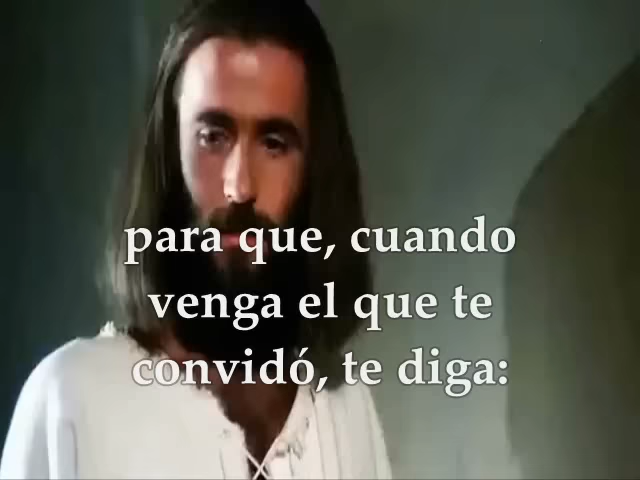 para que, cuando
venga el que te
convidó, te diga: